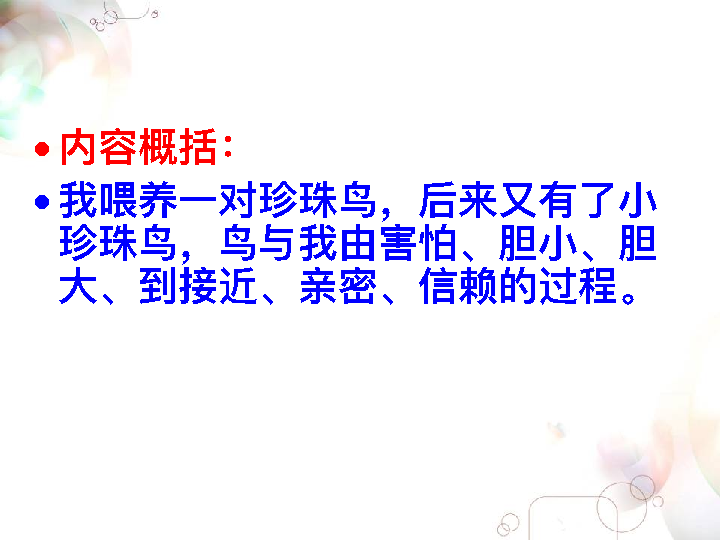 •内容概括：
•我喂养一对珍珠鸟，后来又有了小
珍珠鸟，鸟与我由害怕、胆小、胆
大、到接近、亲密、信赖的过程。